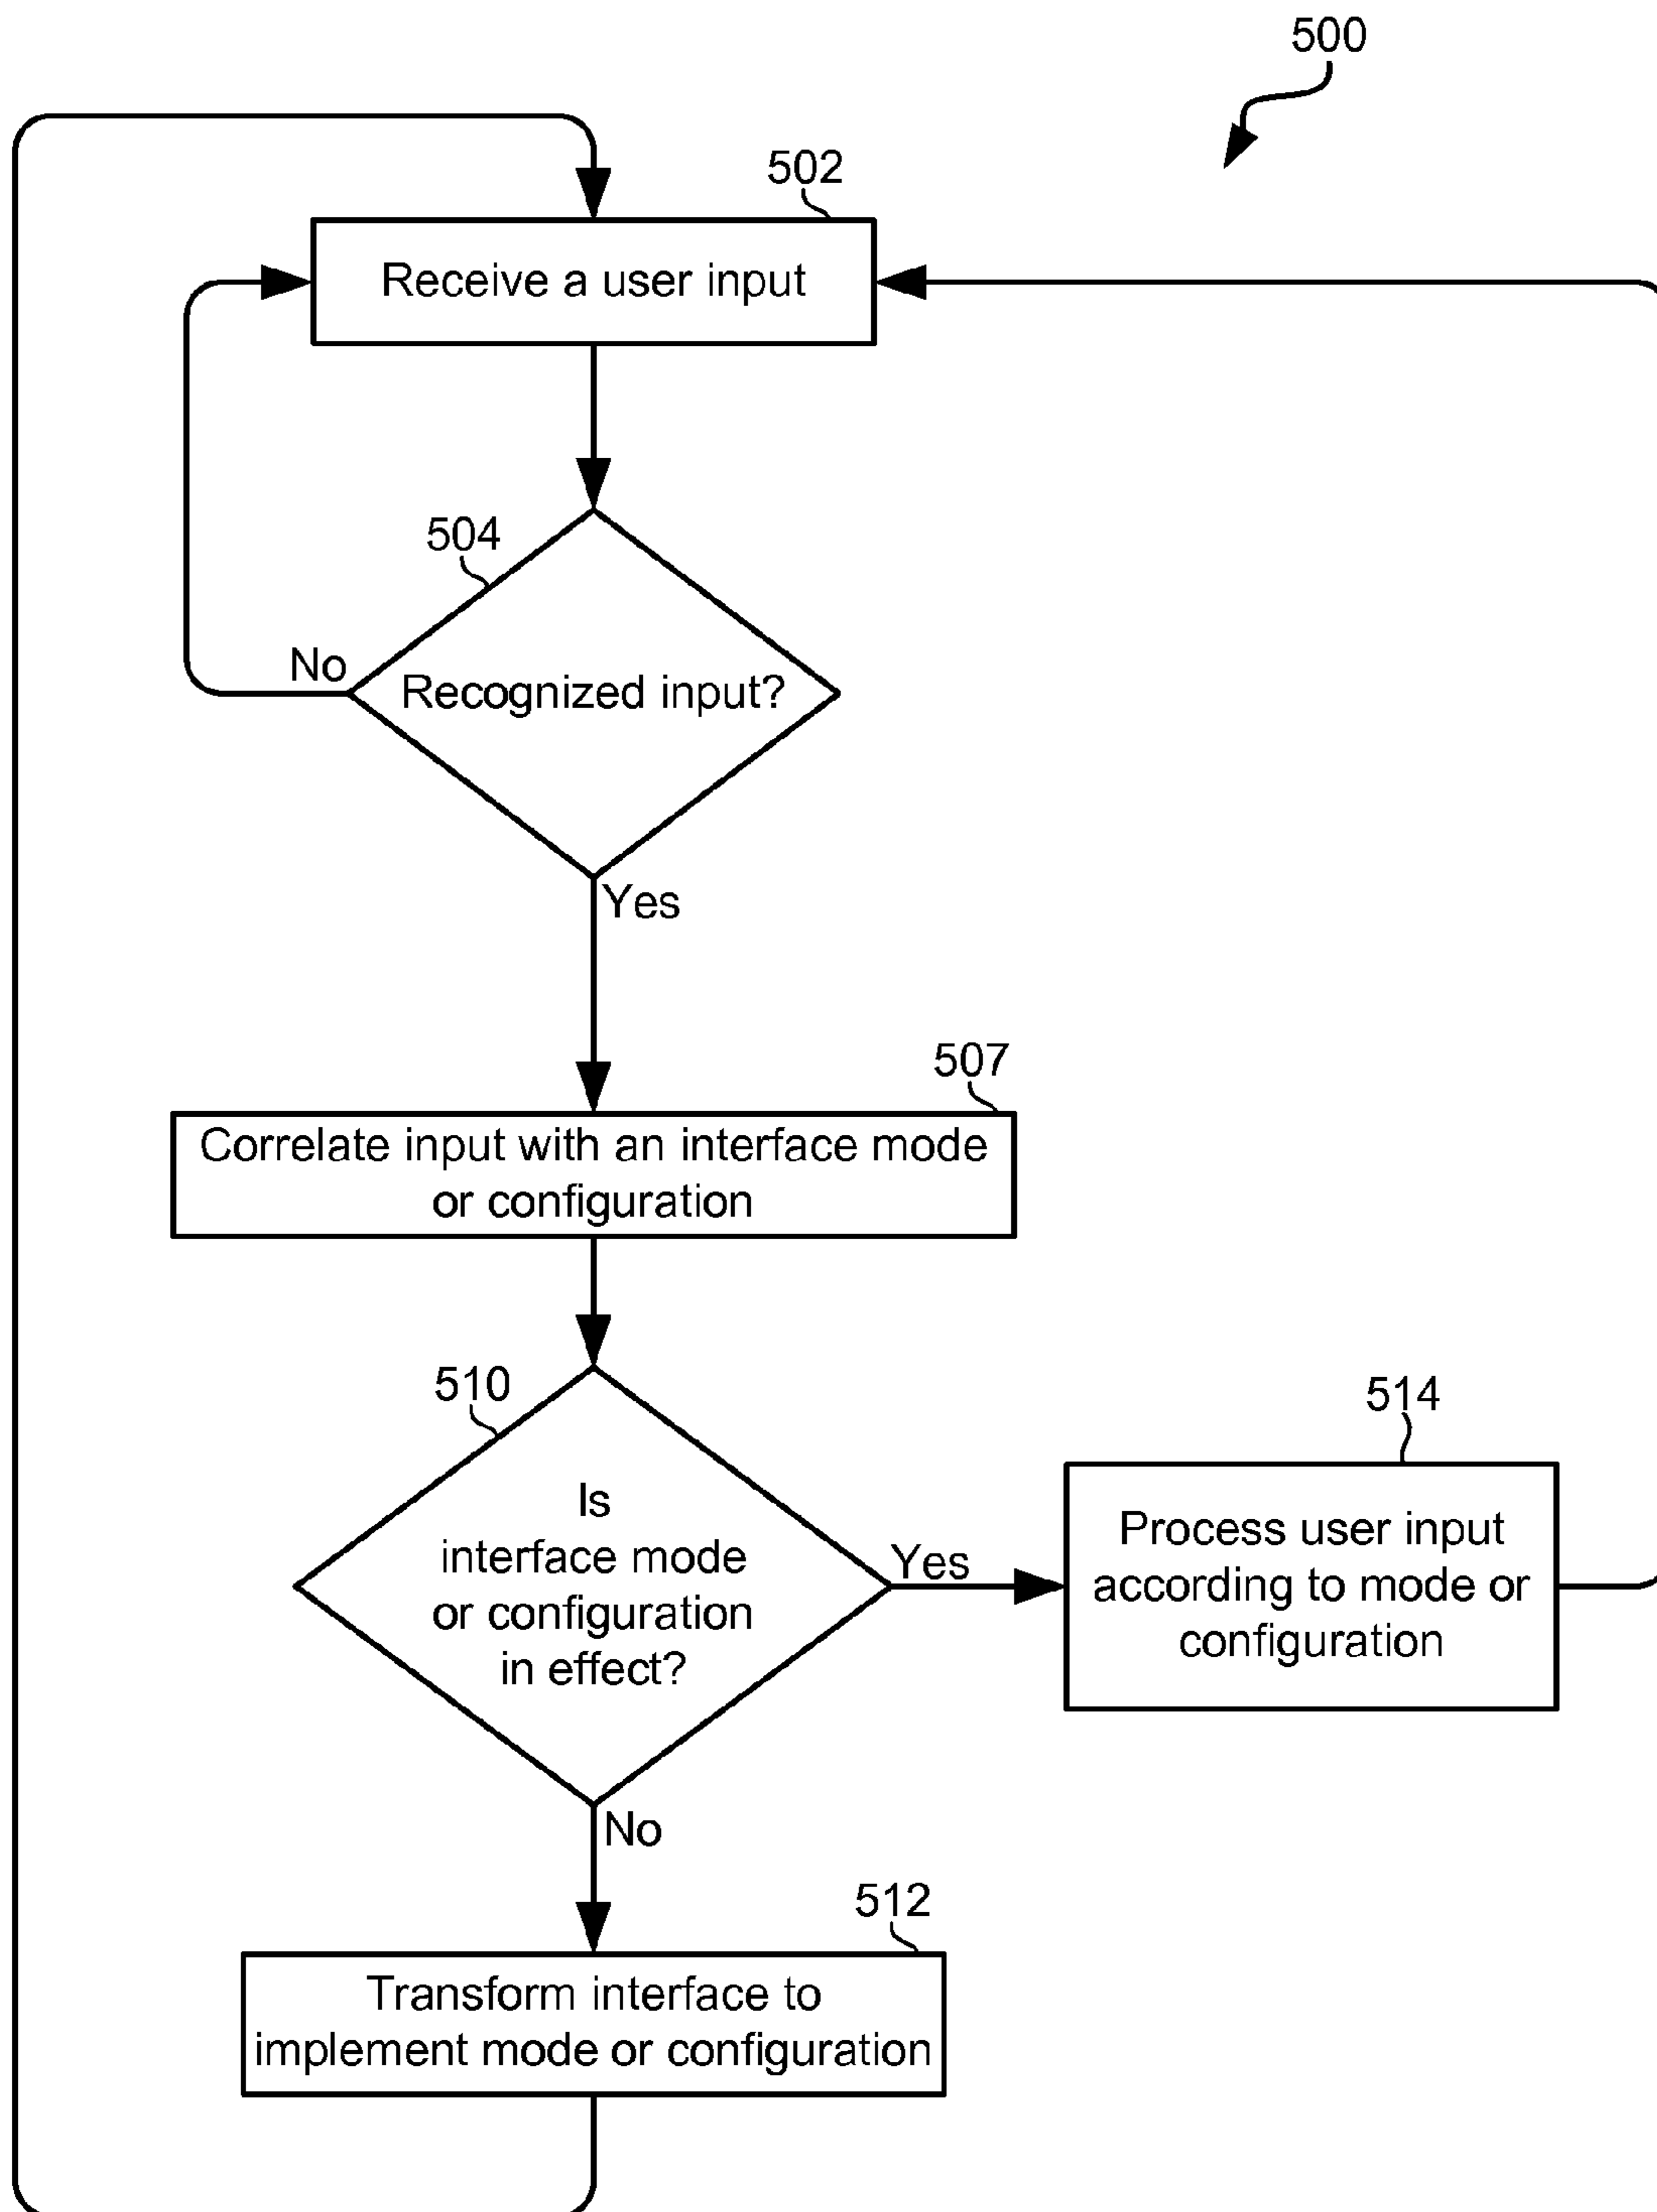 500
502
Receive a user input
504
No
Recognized input?
Yes
507
Correlate input with an interface mode
or configuration
510
Is
interface mode
or configuration
in effect?
Yes
514
Process user input
according to mode or
configuration
No
512
Transform interface to
implement mode or configuration